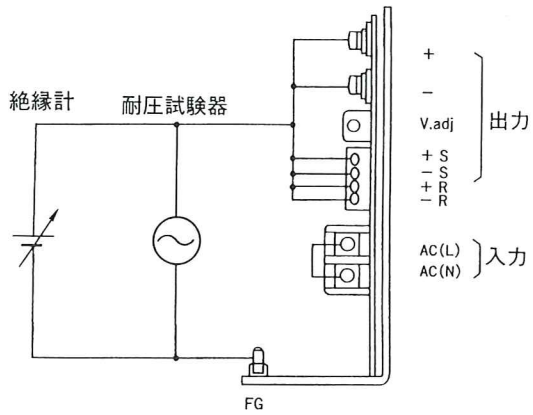 絶縁計
耐圧試験器
+
−
V.adj
出力
+ S
− S
+ R
− R
AC(L)
AC(N)
入力
FG